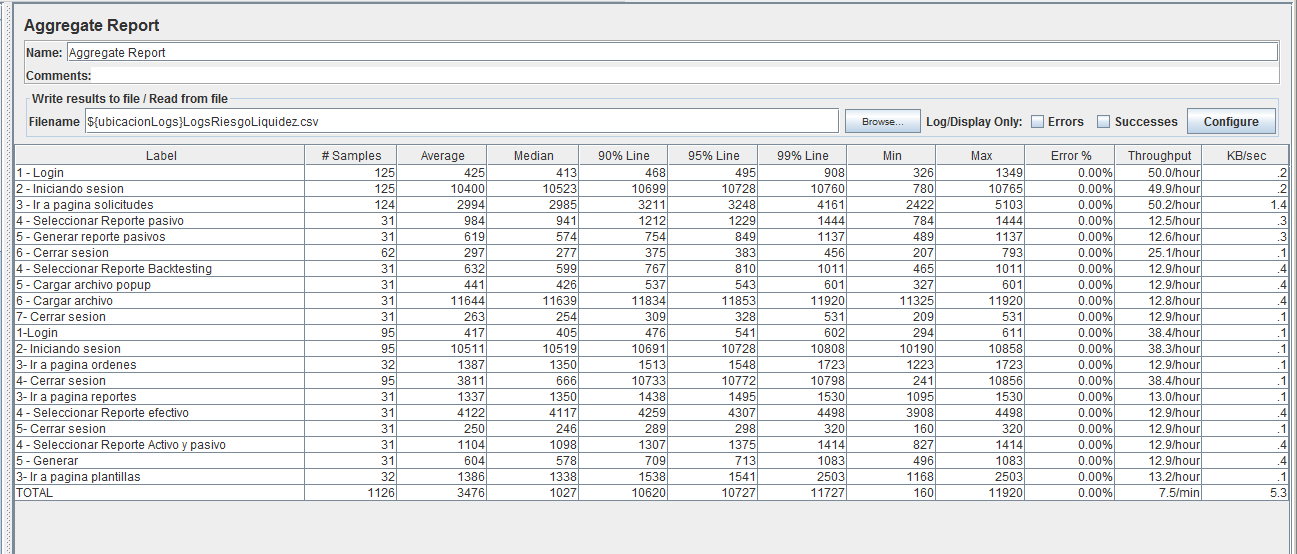 Aggregate Report
Name: Aggregate Report
Comments:
Write results to file / Read from file
Filename ${ubicacionLogs}LogsRiesgoLiquidez.csv Browse... Log/Display Only: Errors Successes Configure
Label # Samples Average Median 90% Line 95% Line 99% Line Min Max Error % Throughput KB/sec
1 - Login 125 425 413 468 495 908 326 1349 0.00% 50.0/hour .2
2 - Iniciando sesion 125 10400 10523 10699 10728 10760 780 10765 0.00% 49.9/hour .2
3 - Ir a pagina solicitudes 124 2994 2985 3211 3248 4161 2422 5103 0.00% 50.2/hour 1.4
4 - Seleccionar Reporte pasivo 31 984 941 1212 1229 1444 784 1444 0.00% 12.5/hour .3
5 - Generar reporte pasivos 31 619 574 754 849 1137 489 1137 0.00% 12.6/hour .3
6 - Cerrar sesion 62 297 277 375 383 456 207 793 0.00% 25.1/hour .1
4 - Seleccionar Reporte Backtesting 31 632 599 767 810 1011 465 1011 0.00% 12.9/hour .4
5 - Cargar archivo popup 31 441 426 537 543 601 327 601 0.00% 12.9/hour .4
6 - Cargar archivo 31 11644 11639 11834 11853 11920 11325 11920 0.00% 12.8/hour .4
7- Cerrar sesion 31 263 254 309 328 531 209 531 0.00% 12.9/hour .1
1-Login 95 417 405 476 541 602 294 611 0.00% 38.4/hour .1
2- Iniciando sesion 95 10511 10519 10691 10728 10808 10190 10858 0.00% 38.3/hour .1
3- Ir a pagina ordenes 32 1387 1350 1513 1548 1723 1223 1723 0.00% 12.9/hour .1
4- Cerrar sesion 95 3811 666 10733 10772 10798 241 10856 0.00% 38.4/hour .1
3- Ir a pagina reportes 31 1337 1350 1438 1495 1530 1095 1530 0.00% 13.0/hour .1
4 - Seleccionar Reporte efectivo 31 4122 4117 4259 4307 4498 3908 4498 0.00% 12.9/hour .4
5- Cerrar sesion 31 250 246 289 298 320 160 320 0.00% 12.9/hour .1
4 - Seleccionar Reporte Activo y pasivo 31 1104 1098 1307 1375 1414 827 1414 0.00% 12.9/hour .4
5 - Generar 31 604 578 709 713 1083 496 1083 0.00% 12.9/hour .4
3- Ir a pagina plantillas 32 1386 1338 1538 1541 2503 1168 2503 0.00% 13.2/hour .1
TOTAL 1126 3476 1027 10620 10727 11727 160 11920 0.00% 7.5/min 5.3